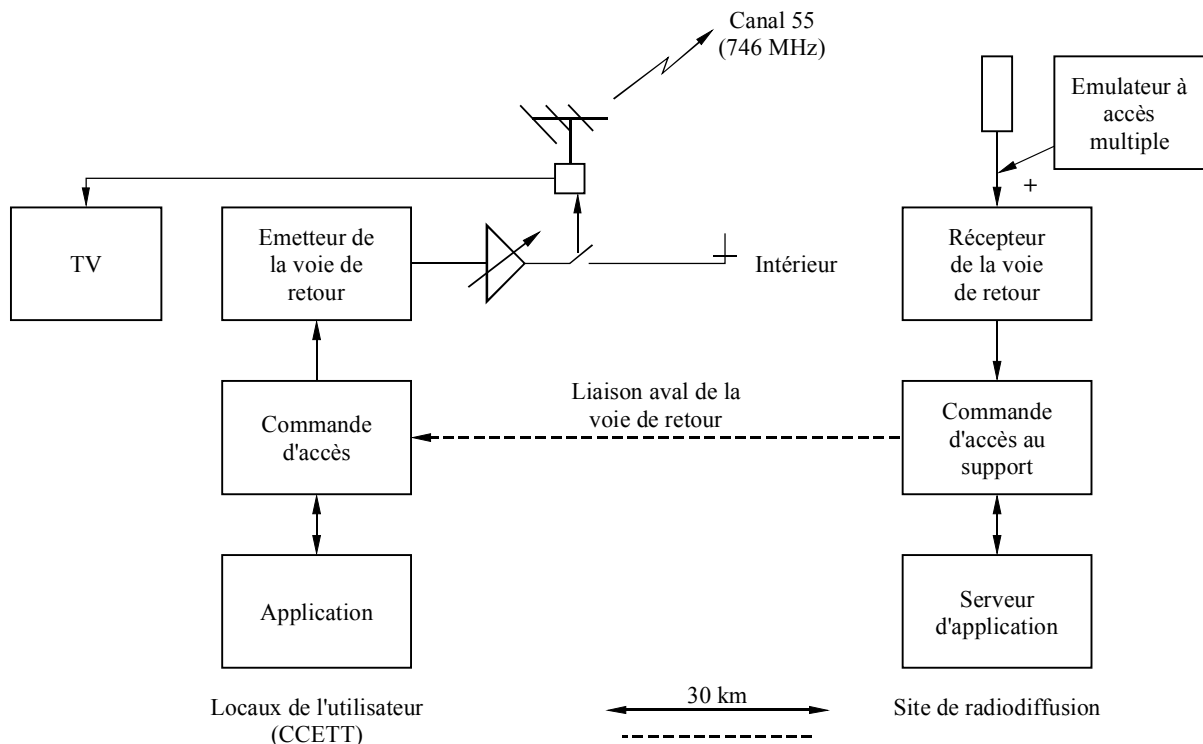 Canal 55
(746 MHz)
Emulateur à
accès
multiple
+
TV
Emetteur de
la voie de
retour
Intérieur
Récepteur
de la voie
de retour
Liaison aval de la
voie de retour
Commande
d'accès
Commande
d'accès au
support
Application
Serveur
d'application
Locaux de l'utilisateur
(CCETT)
30 km
Site de radiodiffusion